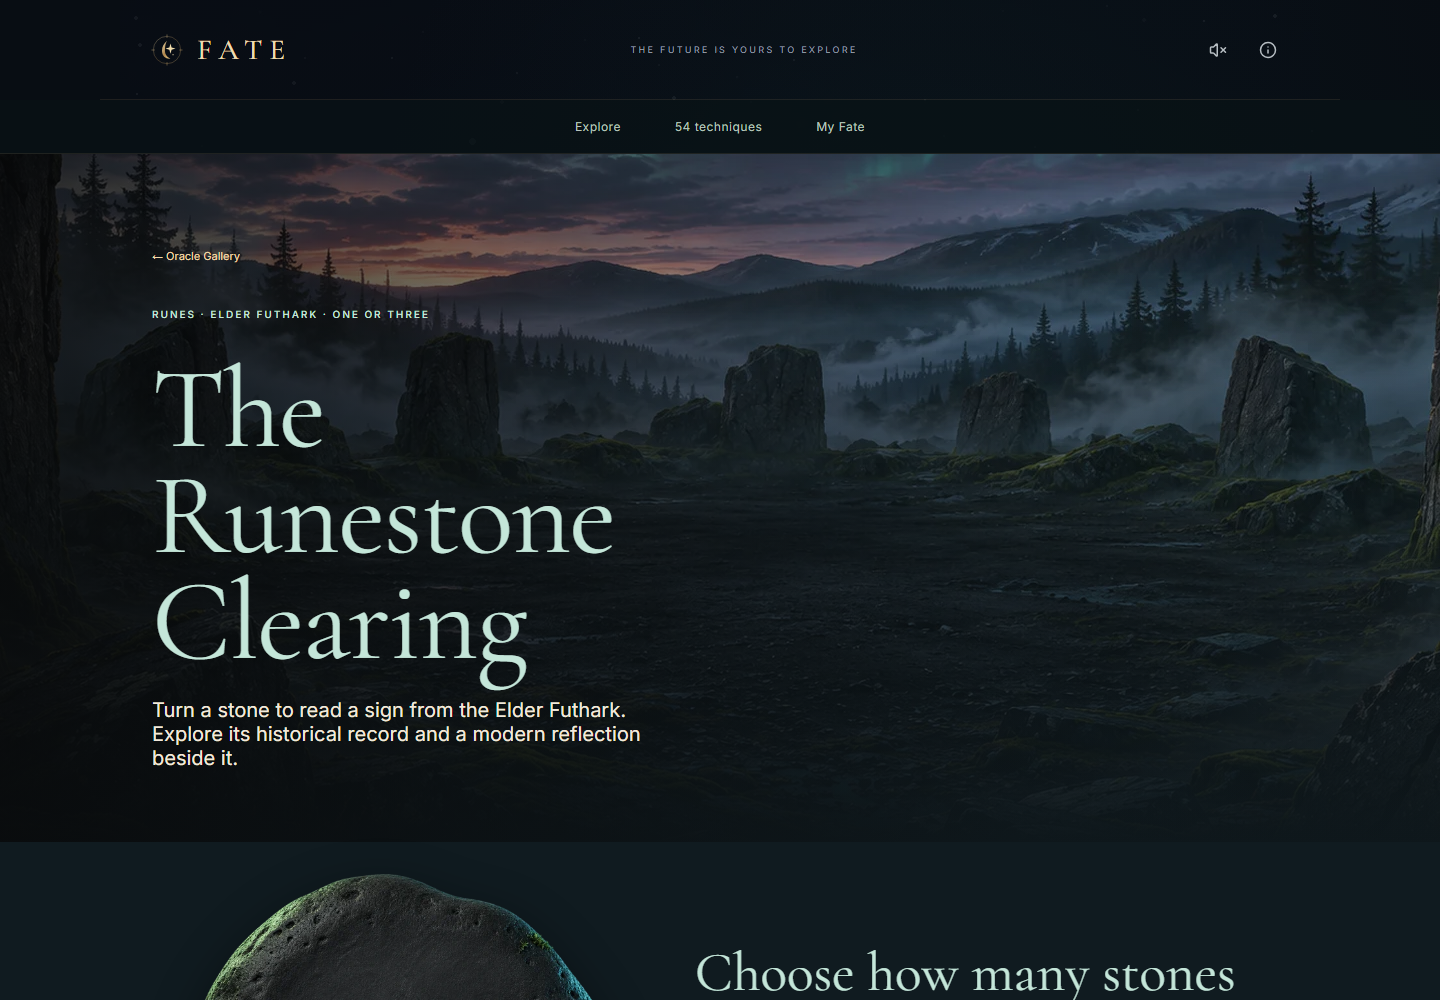 FATE
THE FUTURE IS YOURS TO EXPLORE
Explore
54 techniques
My Fate
← Oracle Gallery
RUNES · ELDER FUTHARK · ONE OR THREE
The
Runestone
Clearing
Turn a stone to read a sign from the Elder Futhark.
Explore its historical record and a modern reflection
beside it.
Choose how many stones